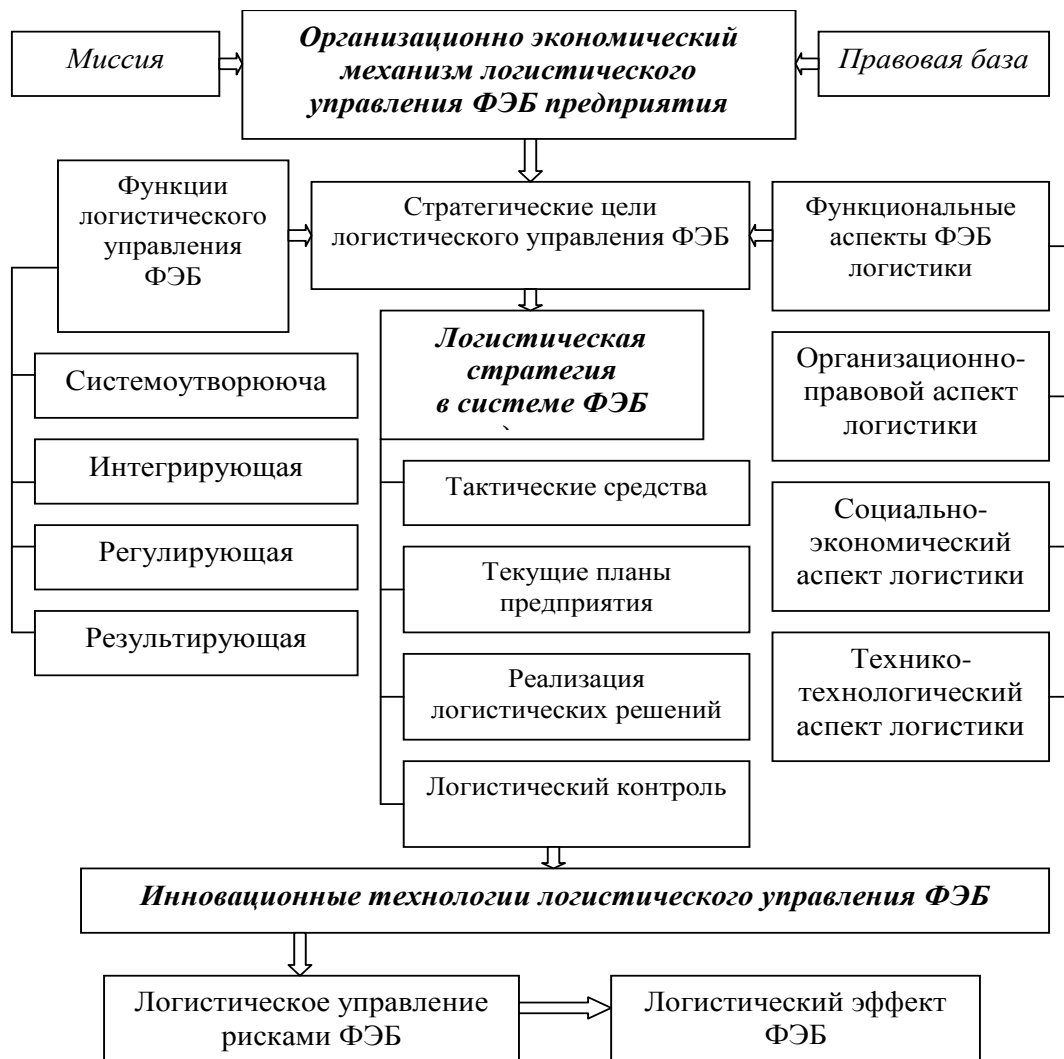 Миссия
Организационно экономический
механизм логистического
управления ФЭБ предприятия
Правовая база
Функции
логистического
управления
ФЭБ
Стратегические цели
логистического управления ФЭБ
Функциональные
аспекты ФЭБ
логистики
Системоутворююча
Интегрирующая
Регулирующая
Результирующая
Логистическая
стратегия
в системе ФЭБ
Тактические средства
Текущие планы
предприятия
Реализация
логистических решений
Логистический контроль
Организационно-
правовой аспект
логистики
Социально-
экономический
аспект логистики
Технико-
технологический
аспект логистики
Инновационные технологии логистического управления ФЭБ
Логистическое управление
рисками ФЭБ
Логистический эффект
ФЭБ